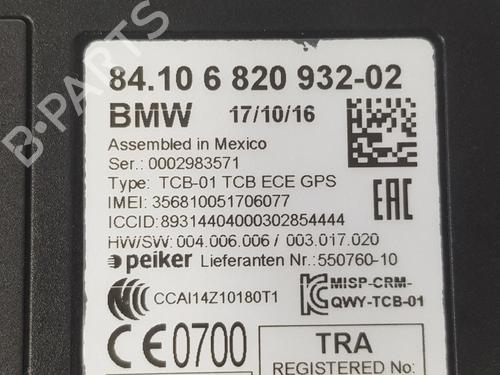 84.10 6 820 932-02
BMW 17/10/16
Assembled in Mexico
Ser.: 0002983571
Type: TCB-01 TCB ECE GPS
IMEI: 356810051706077
ICCID: 89314404000302854444
HW/SW: 004.006.006 / 003.017.020
peiker Lieferanten Nr.: 550760-10
CCAI14Z10180T1
MISP-CRM-
QWY-TCB-01
CE 0700
TRA
REGISTERED No:
EAC
B-PARTS